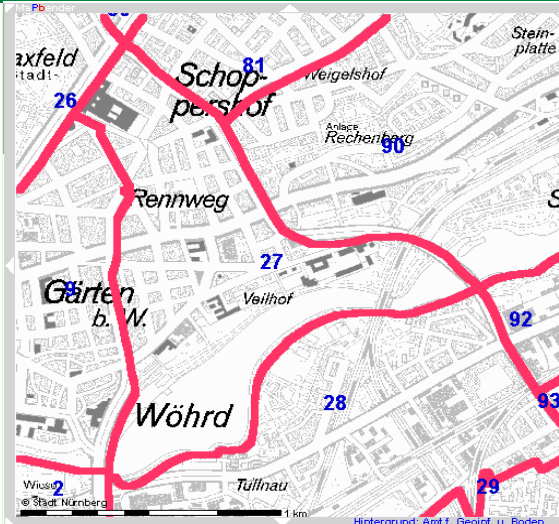 MaPbender
Stein-
platte
axfeld
Stadt-
Schop-
pershof
81
Weigelshof
26
Anlage
Rechenberg
90
Rennweg
S
27
Gärten
b. W.
9
Veilhof
92
28
93
Wöhrd
2
© Stadt Nürnberg
Tullnau
29
1 km
Hintergrund: Amt f. Geoinf. u. Boden